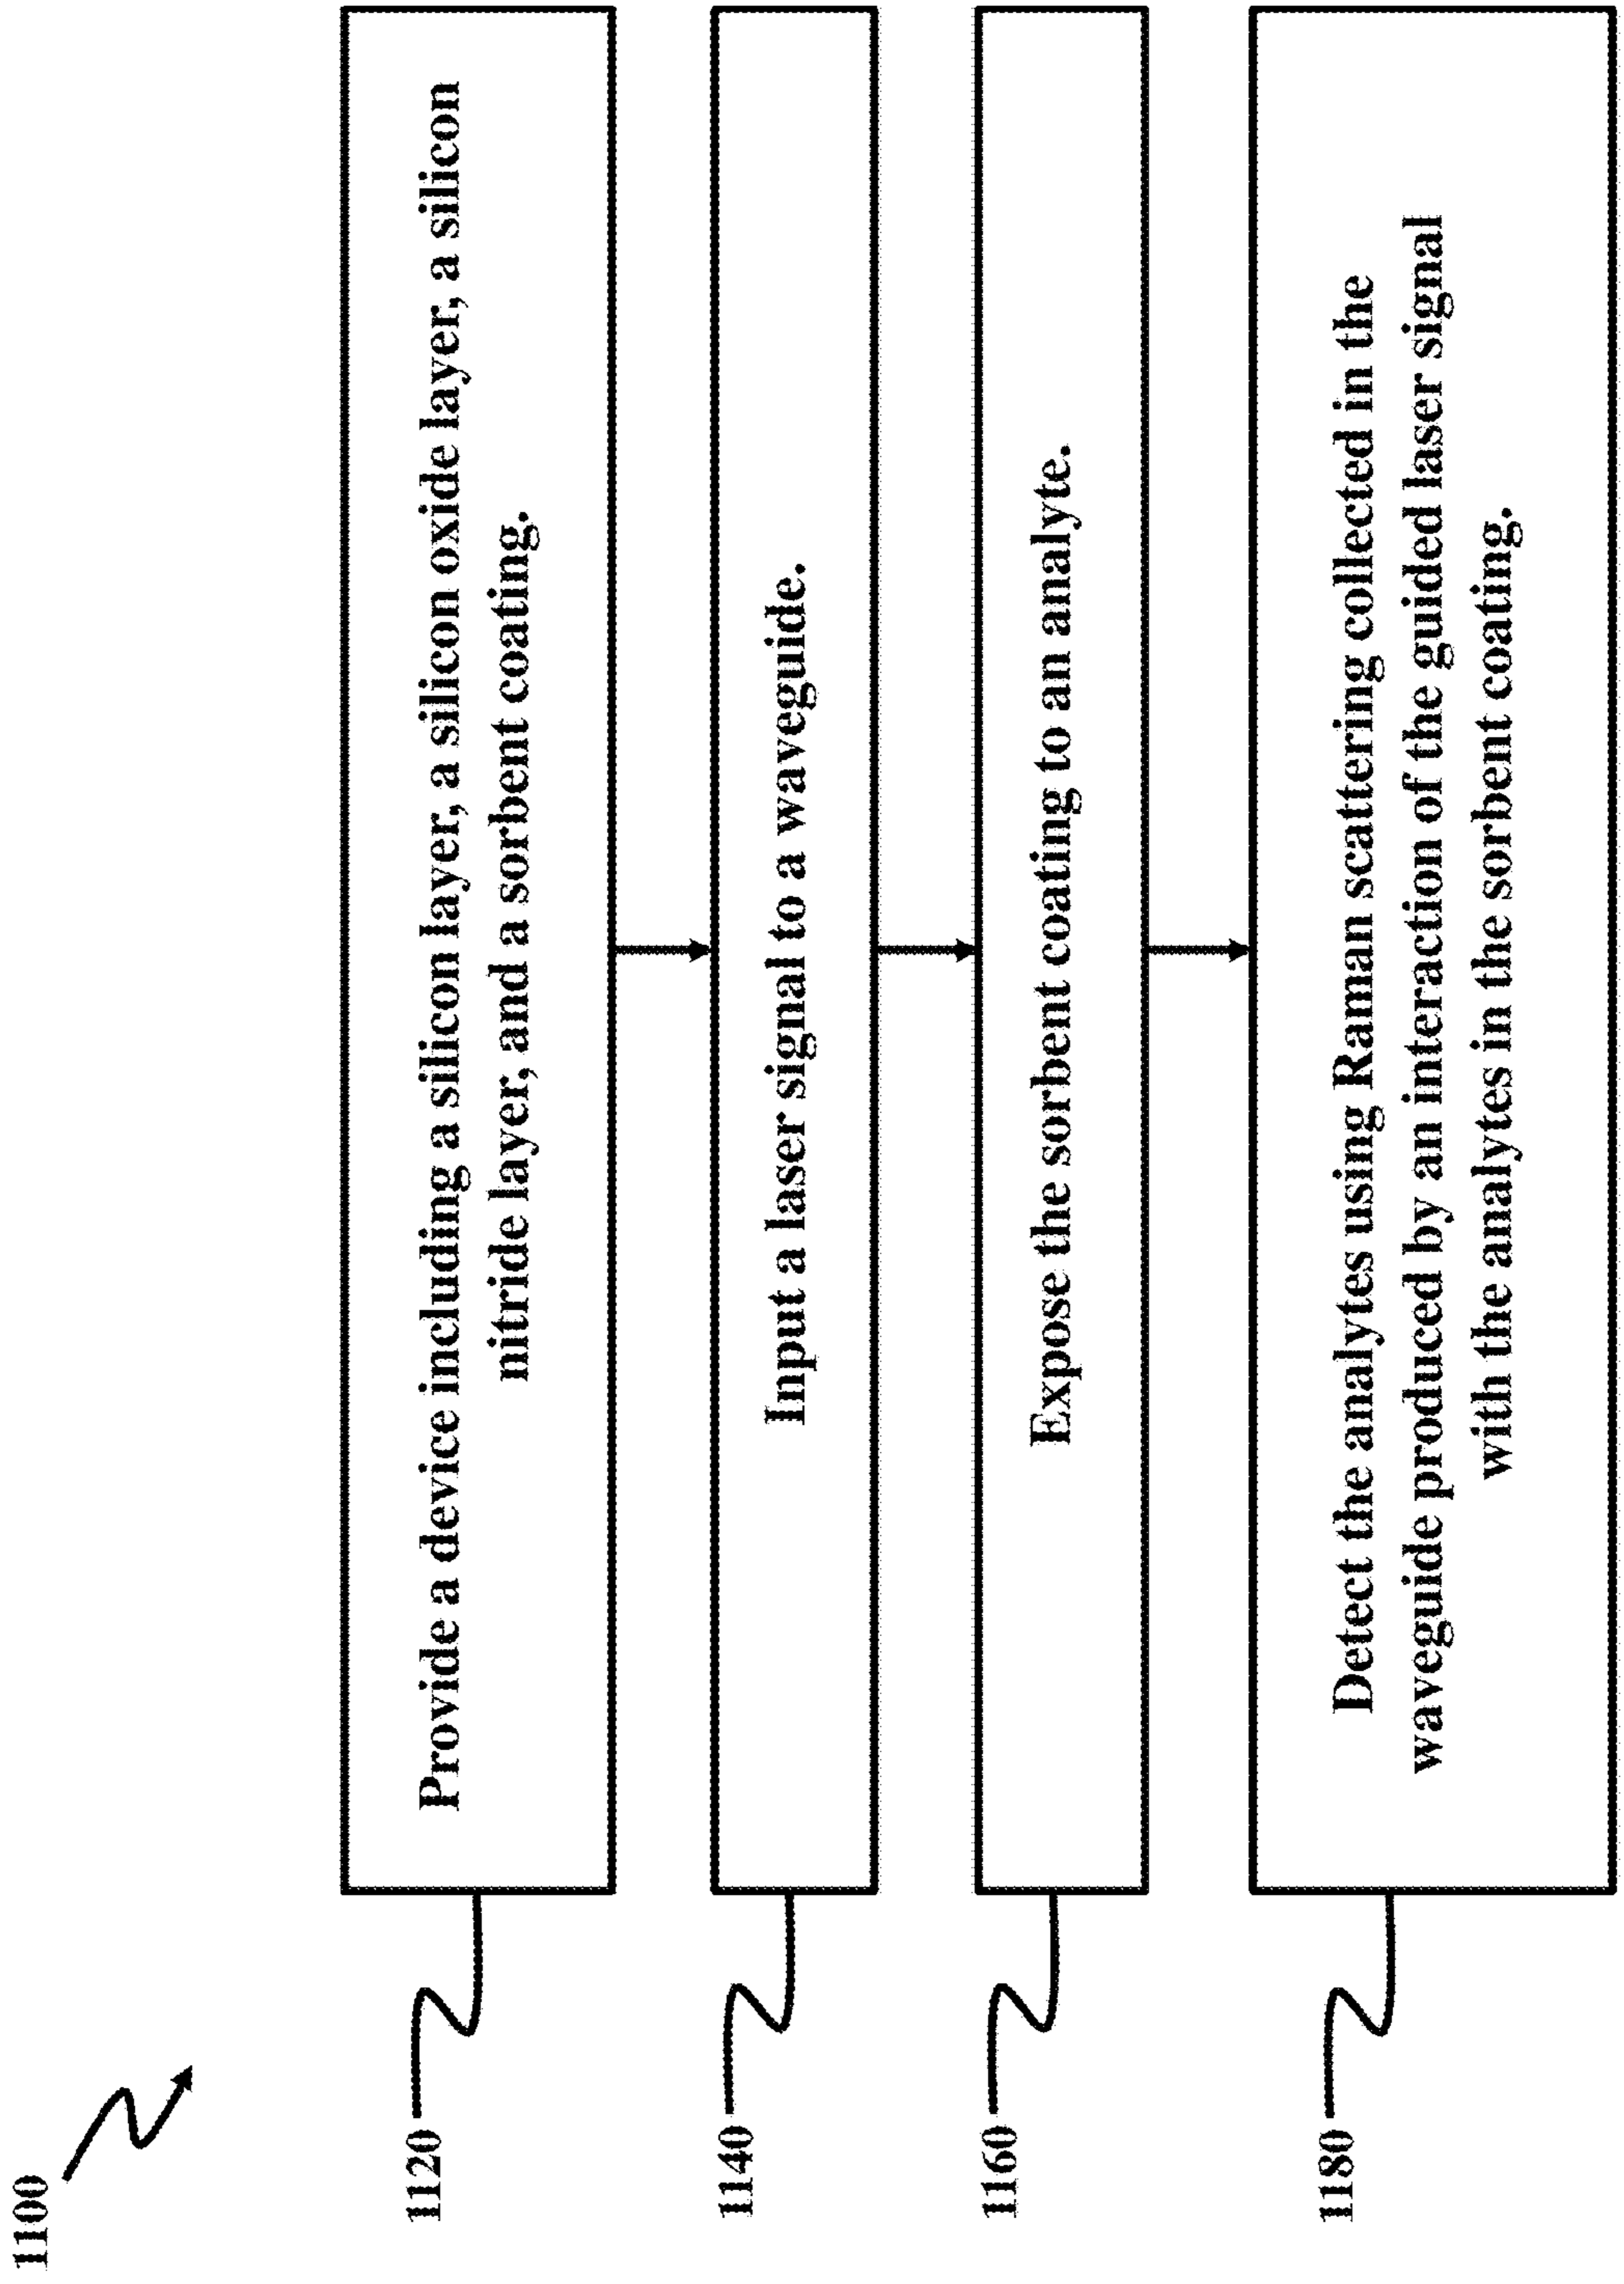 1100
1120
Provide a device including a silicon layer, a silicon oxide layer, a silicon
nitride layer, and a sorbent coating.
1140
Input a laser signal to a waveguide.
1160
Expose the sorbent coating to an analyte.
1180
Detect the analytes using Raman scattering collected in the
waveguide produced by an interaction of the guided laser signal
with the analytes in the sorbent coating.